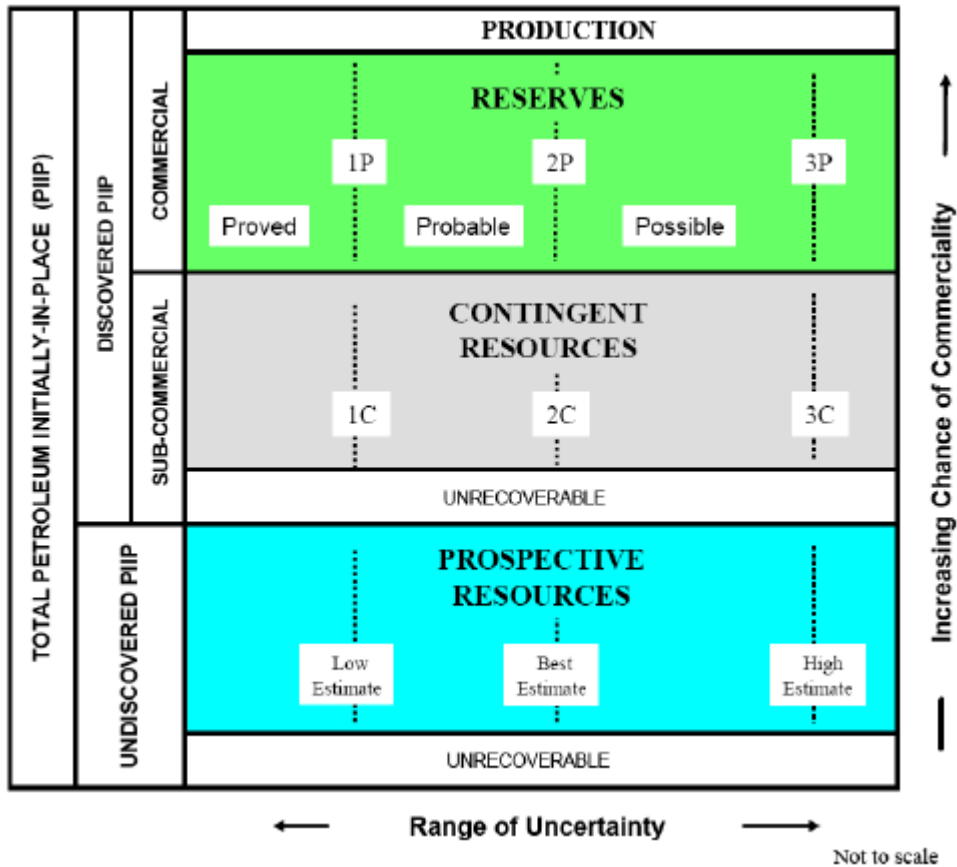 TOTAL PETROLEUM INITIALLY-IN-PLACE (PIIP)
DISCOVERED PIIP
UNDISCOVERED PIIP
COMMERCIAL
SUB-COMMERCIAL
PRODUCTION
RESERVES
1P
2P
3P
Proved
Probable
Possible
CONTINGENT
RESOURCES
1C
2C
3C
UNRECOVERABLE
PROSPECTIVE
RESOURCES
Low
Estimate
Best
Estimate
High
Estimate
UNRECOVERABLE
Increasing Chance of Commerciality
Range of Uncertainty
Not to scale